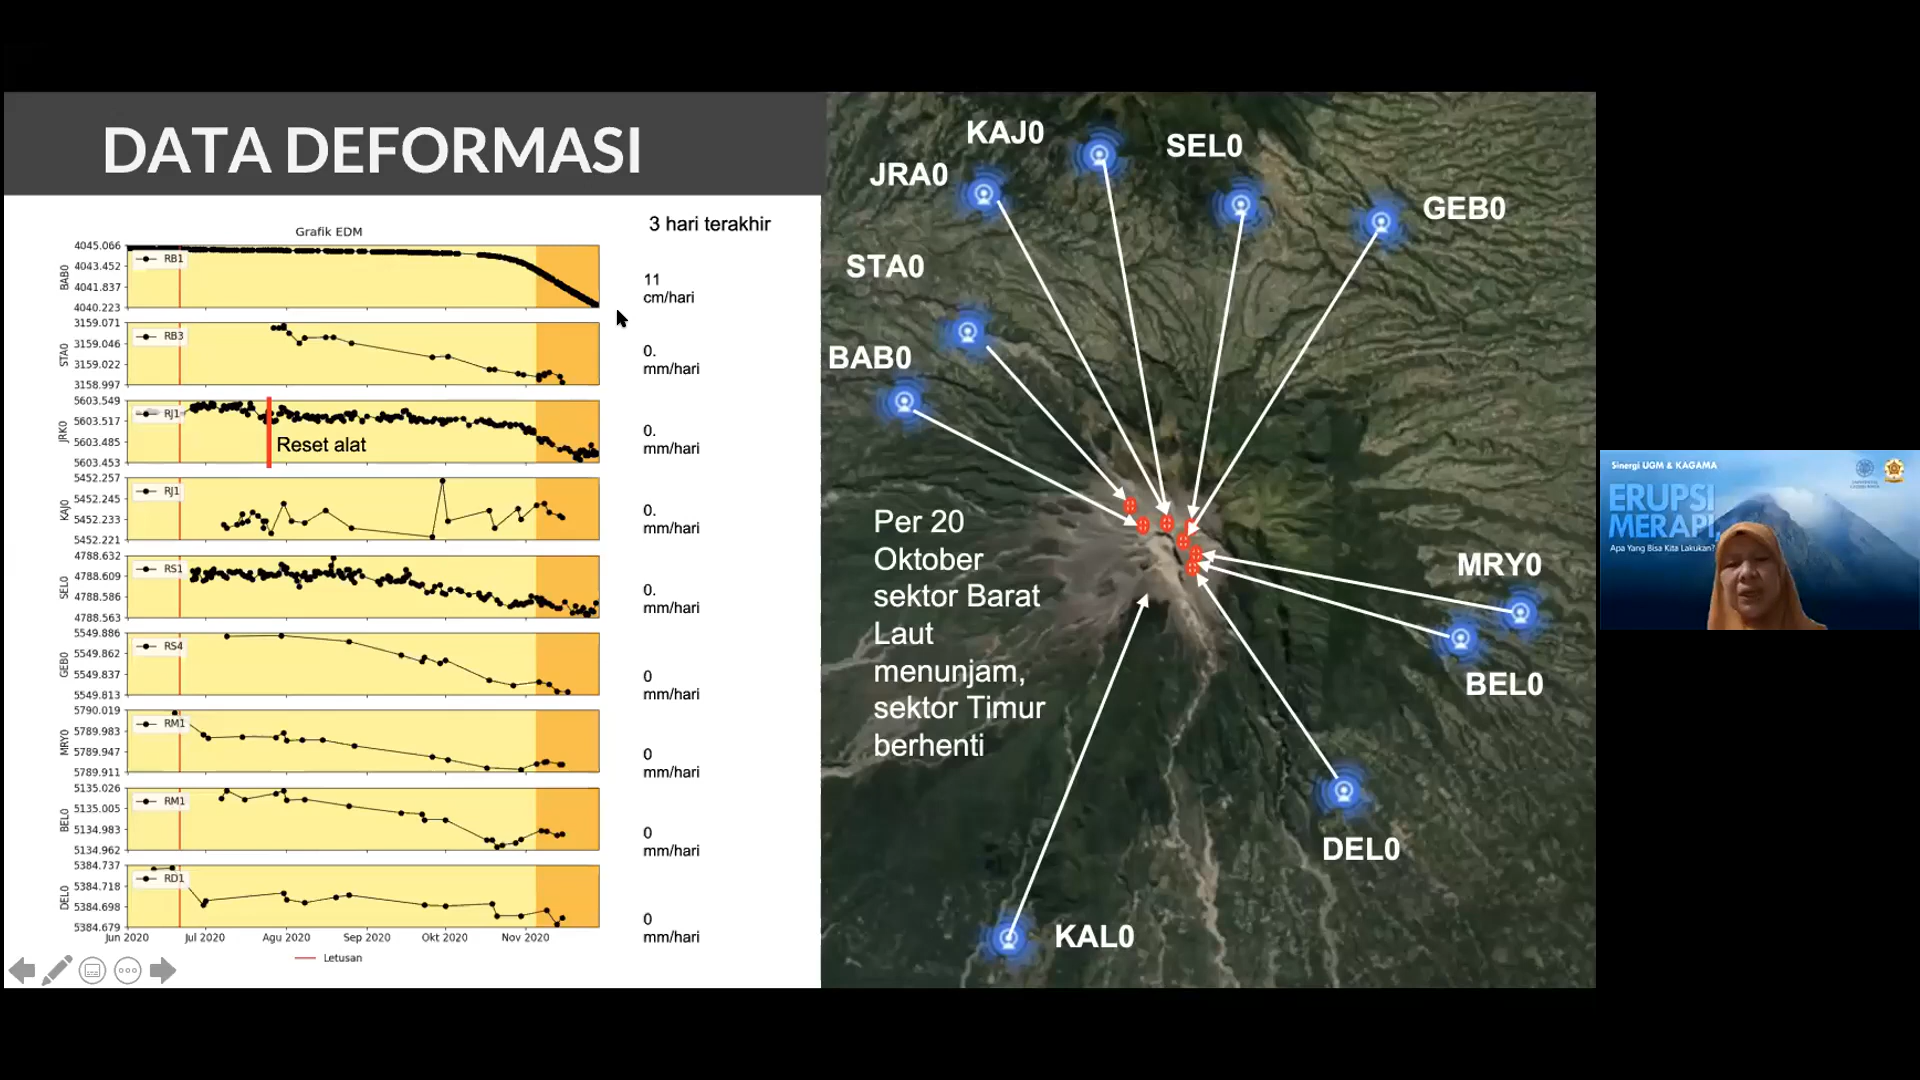 DATA DEFORMASI
3 hari terakhir
Grafik EDM
BAB0
4045.066
4043.452
4041.837
4040.223
RB1
11
cm/hari
STA0
3159.071
3159.046
3159.022
3158.997
RB3
0.
mm/hari
JRK0
5603.549
5603.517
5603.485
5603.453
RJ1
Reset alat
0.
mm/hari
KAJ0
5452.257
5452.245
5452.233
5452.221
RJ1
0.
mm/hari
SEL0
4788.632
4788.609
4788.586
4788.563
RS1
0.
mm/hari
GEB0
5549.886
5549.862
5549.837
5549.813
RS4
0
mm/hari
MRY0
5790.019
5789.983
5789.947
5789.911
RM1
0
mm/hari
BEL0
5135.026
5135.005
5134.983
5134.962
RM1
0
mm/hari
DEL0
5384.737
5384.718
5384.698
5384.679
RD1
0
mm/hari
Jun 2020 Jul 2020 Agu 2020 Sep 2020 Okt 2020 Nov 2020
Letusan
KAJ0
SEL0
JRA0
GEB0
STA0
BAB0
Per 20
Oktober
sektor Barat
Laut
menunjam,
sektor Timur
berhenti
MRY0
BEL0
DEL0
KAL0
Sinergi UGM & KAGAMA
ERUPSI
MERAPI,
Apa Yang Bisa Kita Lakukan?